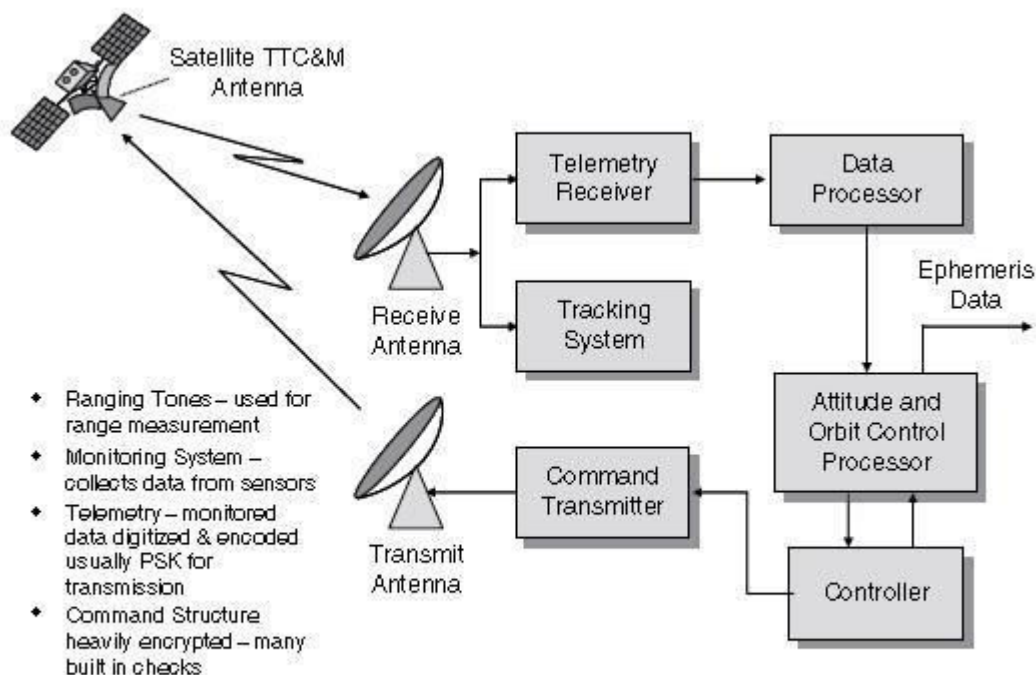 Satellite TTC&M
Antenna
Telemetry
Receiver
Data
Processor
Ephemeris
Data
Receive
Antenna
Tracking
System
Attitude and
Orbit Control
Processor
Command
Transmitter
Transmit
Antenna
Controller
◆ Ranging Tones – used for
range measurement
◆ Monitoring System –
collects data from sensors
◆ Telemetry – monitored
data digitized & encoded
usually PSK for
transmission
◆ Command Structure
heavily encrypted – many
built in checks